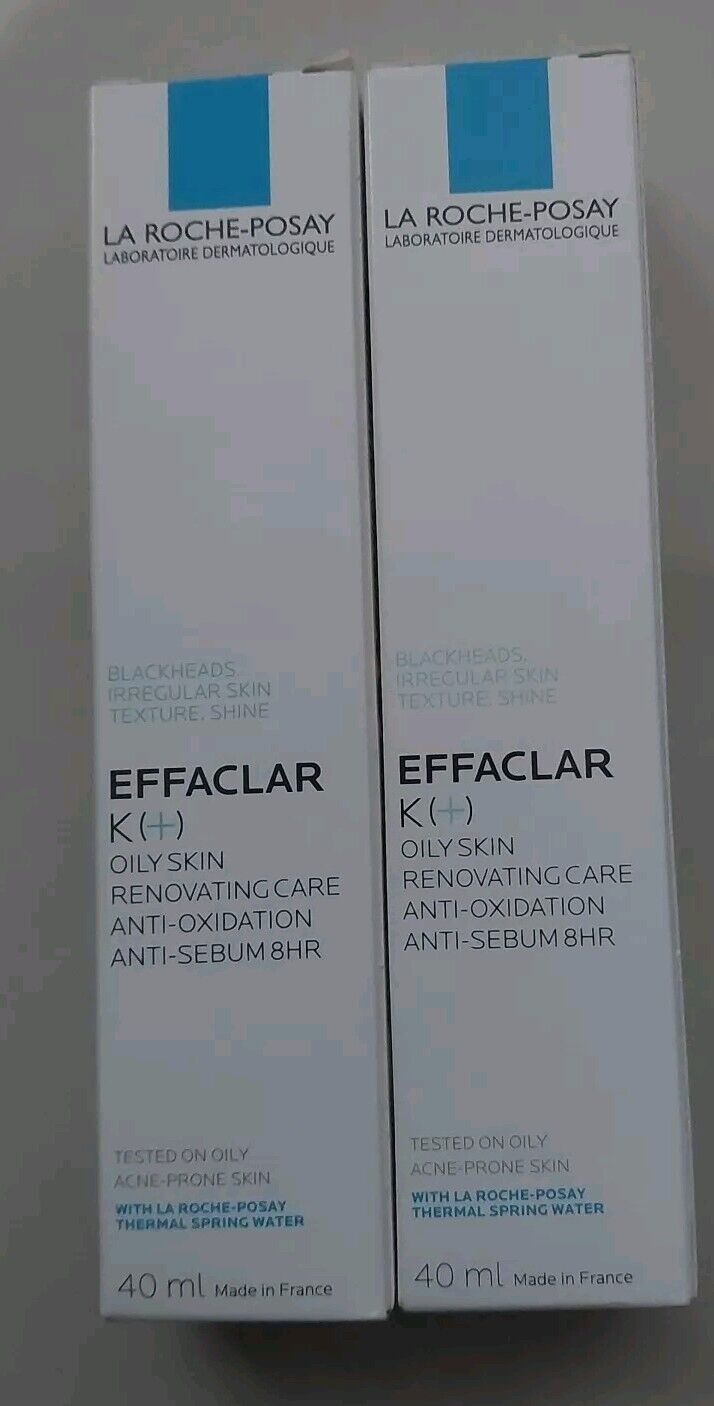 LA ROCHE-POSAY
LABORATOIRE DERMATOLOGIQUE
BLACKHEADS,
IRREGULAR SKIN
TEXTURE, SHINE
EFFACLAR
K(+)
OILY SKIN
RENOVATING CARE
ANTI-OXIDATION
ANTI-SEBUM 8HR
TESTED ON OILY
ACNE-PRONE SKIN
WITH LA ROCHE-POSAY
THERMAL SPRING WATER
40 ml Made in France
LA ROCHE-POSAY
LABORATOIRE DERMATOLOGIQUE
BLACKHEADS,
IRREGULAR SKIN
TEXTURE, SHINE
EFFACLAR
K(+)
OILY SKIN
RENOVATING CARE
ANTI-OXIDATION
ANTI-SEBUM 8HR
TESTED ON OILY
ACNE-PRONE SKIN
WITH LA ROCHE-POSAY
THERMAL SPRING WATER
40 ml Made in France